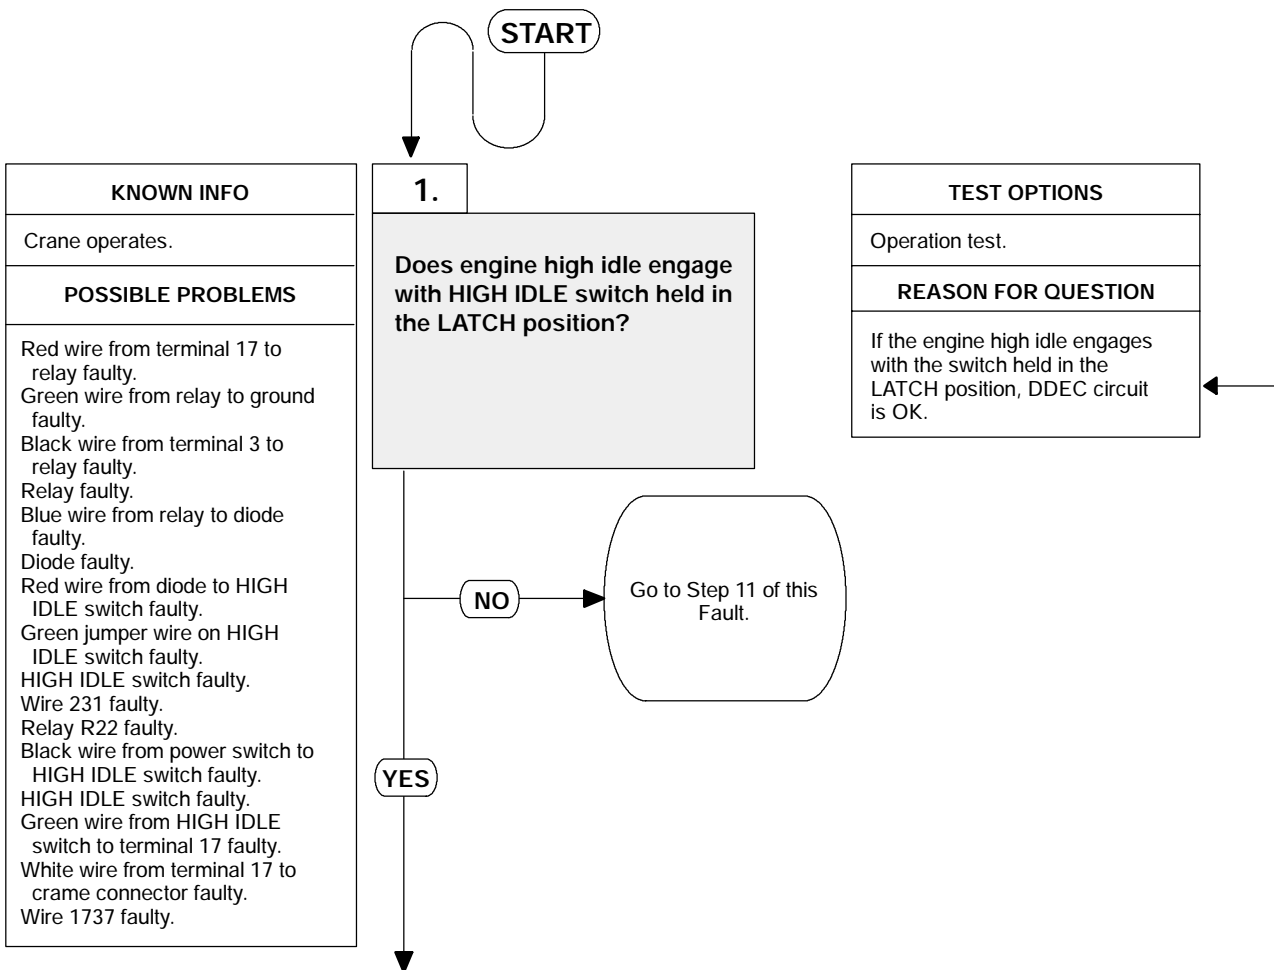 START
KNOWN INFO
Crane operates.
POSSIBLE PROBLEMS
Red wire from terminal 17 to
relay faulty.
Green wire from relay to ground
faulty.
Black wire from terminal 3 to
relay faulty.
Relay faulty.
Blue wire from relay to diode
faulty.
Diode faulty.
Red wire from diode to HIGH
IDLE switch faulty.
Green jumper wire on HIGH
IDLE switch faulty.
HIGH IDLE switch faulty.
Wire 231 faulty.
Relay R22 faulty.
Black wire from power switch to
HIGH IDLE switch faulty.
HIGH IDLE switch faulty.
Green wire from HIGH IDLE
switch to terminal 17 faulty.
White wire from terminal 17 to
crame connector faulty.
Wire 1737 faulty.
1.
Does engine high idle engage
with HIGH IDLE switch held in
the LATCH position?
TEST OPTIONS
Operation test.
REASON FOR QUESTION
If the engine high idle engages
with the switch held in the
LATCH position, DDEC circuit
is OK.
NO
Go to Step 11 of this
Fault.
YES